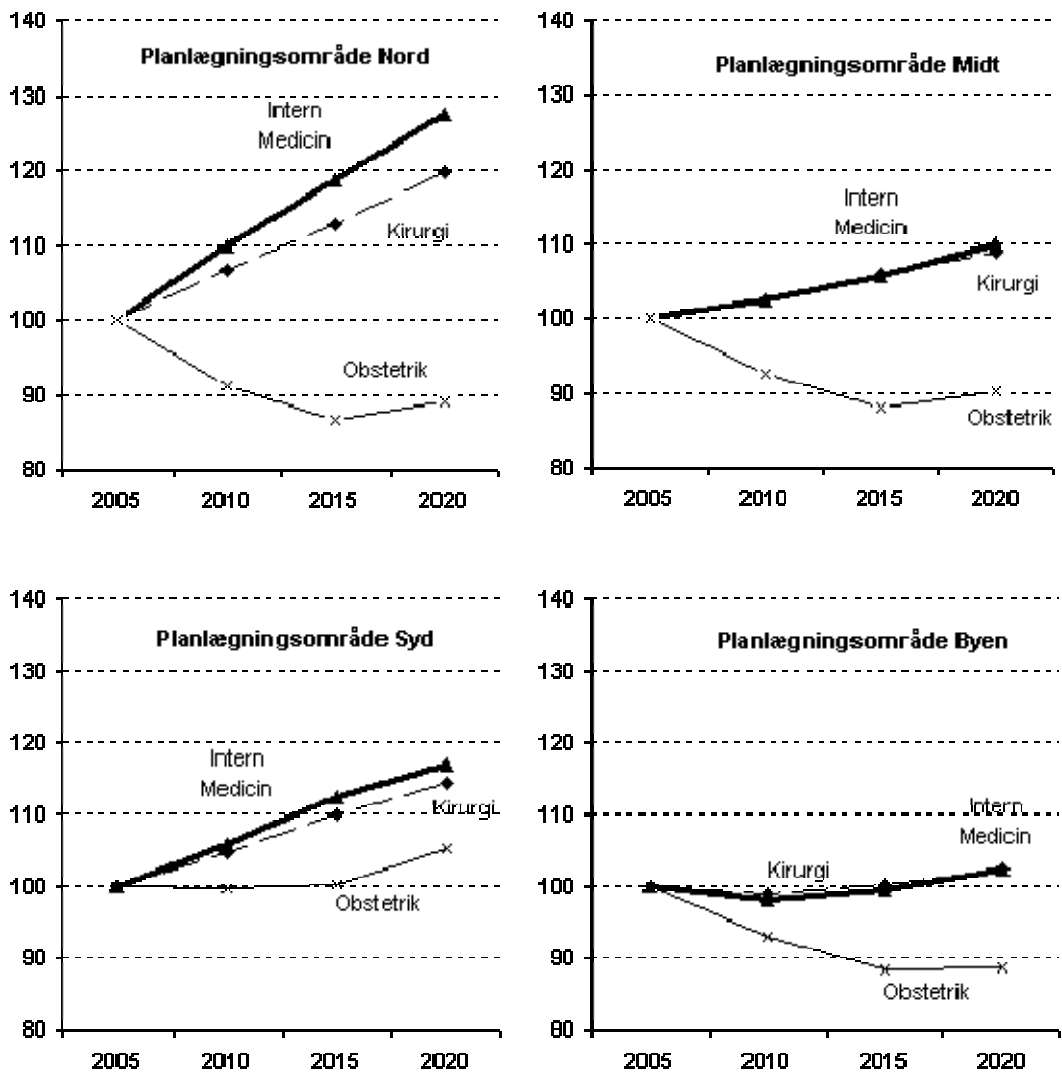 Planlægningsområde Nord
140
130
120
110
100
90
80
Intern
Medicin
Kirurgi
Obstetrik
2005 2010 2015 2020
Planlægningsområde Midt
140
130
120
110
100
90
80
Intern
Medicin
Kirurgi
Obstetrik
2005 2010 2015 2020
Planlægningsområde Syd
140
130
120
110
100
90
80
Intern
Medicin
Kirurgi
Obstetrik
2005 2010 2015 2020
Planlægningsområde Byen
140
130
120
110
100
90
80
Intern
Medicin
Kirurgi
Obstetrik
2005 2010 2015 2020